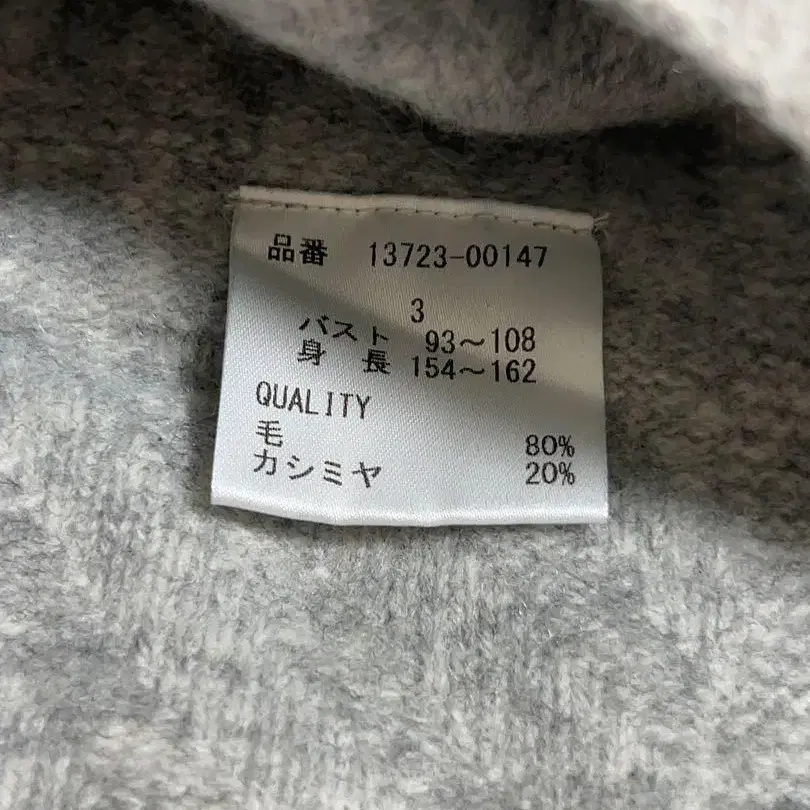 品番 13723-00147
3
バスト 93～108
身長 154～162
QUALITY
毛 80%
カシミヤ 20%